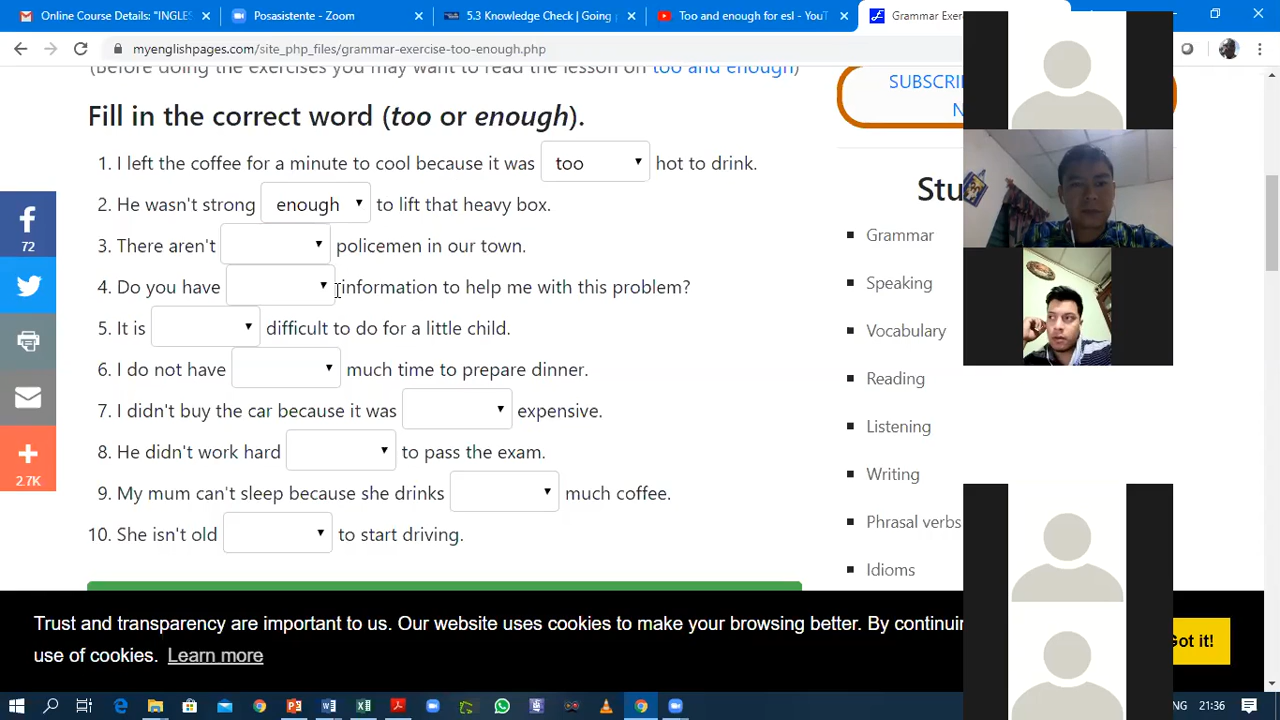 Online Course Details: "INGLES
Posasistente - Zoom
5.3 Knowledge Check | Going
Too and enough for esl - YouT
Grammar Exer
myenglishpages.com/site_php_files/grammar-exercise-too-enough.php
(Before doing the exercises you may want to read the lesson on too and enough)
SUBSCRI
N
Fill in the correct word (too or enough).
1. I left the coffee for a minute to cool because it was too hot to drink.
2. He wasn't strong enough to lift that heavy box.
3. There aren't policemen in our town.
4. Do you have information to help me with this problem?
5. It is difficult to do for a little child.
6. I do not have much time to prepare dinner.
7. I didn't buy the car because it was expensive.
8. He didn't work hard to pass the exam.
9. My mum can't sleep because she drinks much coffee.
10. She isn't old to start driving.
72
2.7K
Stu
Grammar
Speaking
Vocabulary
Reading
Listening
Writing
Phrasal verbs
Idioms
Trust and transparency are important to us. Our website uses cookies to make your browsing better. By continuin
use of cookies. Learn more
Got it!
NG 21:36